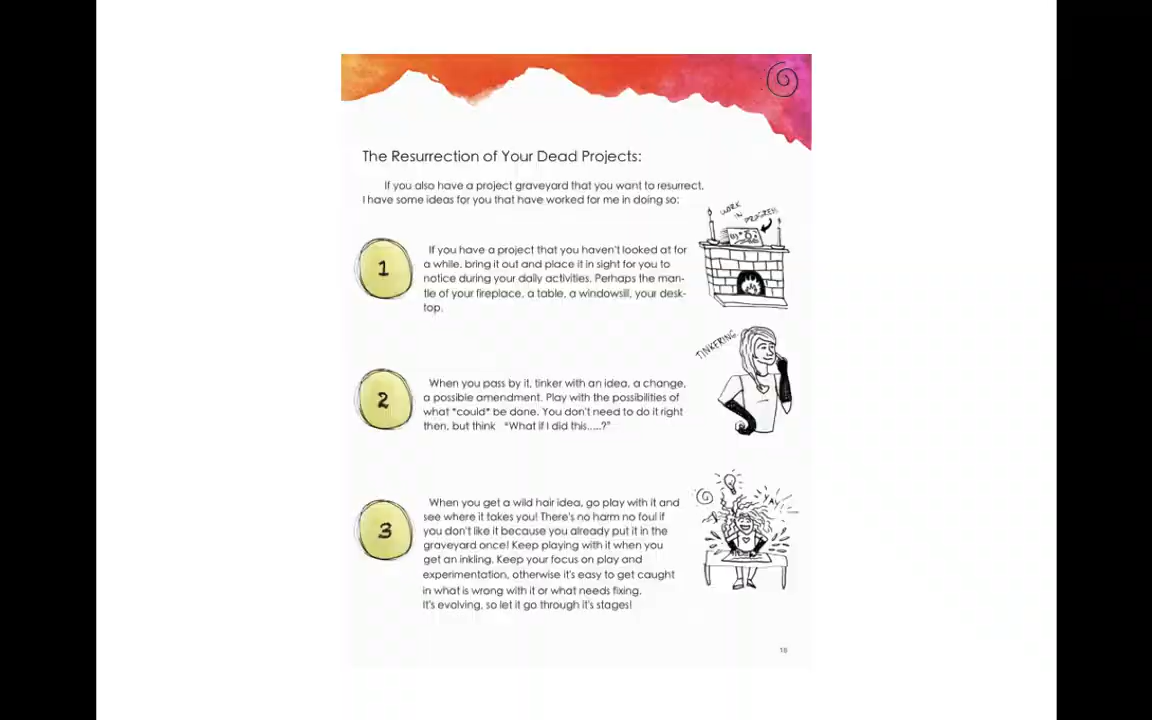 The Resurrection of Your Dead Projects:
If you also have a project graveyard that you want to resurrect,
I have some ideas for you that have worked for me in doing so:
WORK
IN
PROGRESS
1
If you have a project that you haven't looked at for
a while, bring it out and place it in sight for you to
notice during your daily activities. Perhaps the man-
tle of your fireplace, a table, a windowsill, your desk-
top.
TINKERING
2
When you pass by it, tinker with an idea, a change,
a possible amendment. Play with the possibilities of
what *could* be done. You don't need to do it right
then, but think "What if I did this.....?"
YAY
3
When you get a wild hair idea, go play with it and
see where it takes you! There's no harm no foul if
you don't like it because you already put it in the
graveyard once! Keep playing with it when you
get an inkling. Keep your focus on play and
experimentation, otherwise it's easy to get caught
in what is wrong with it or what needs fixing.
It's evolving, so let it go through it's stages!
18